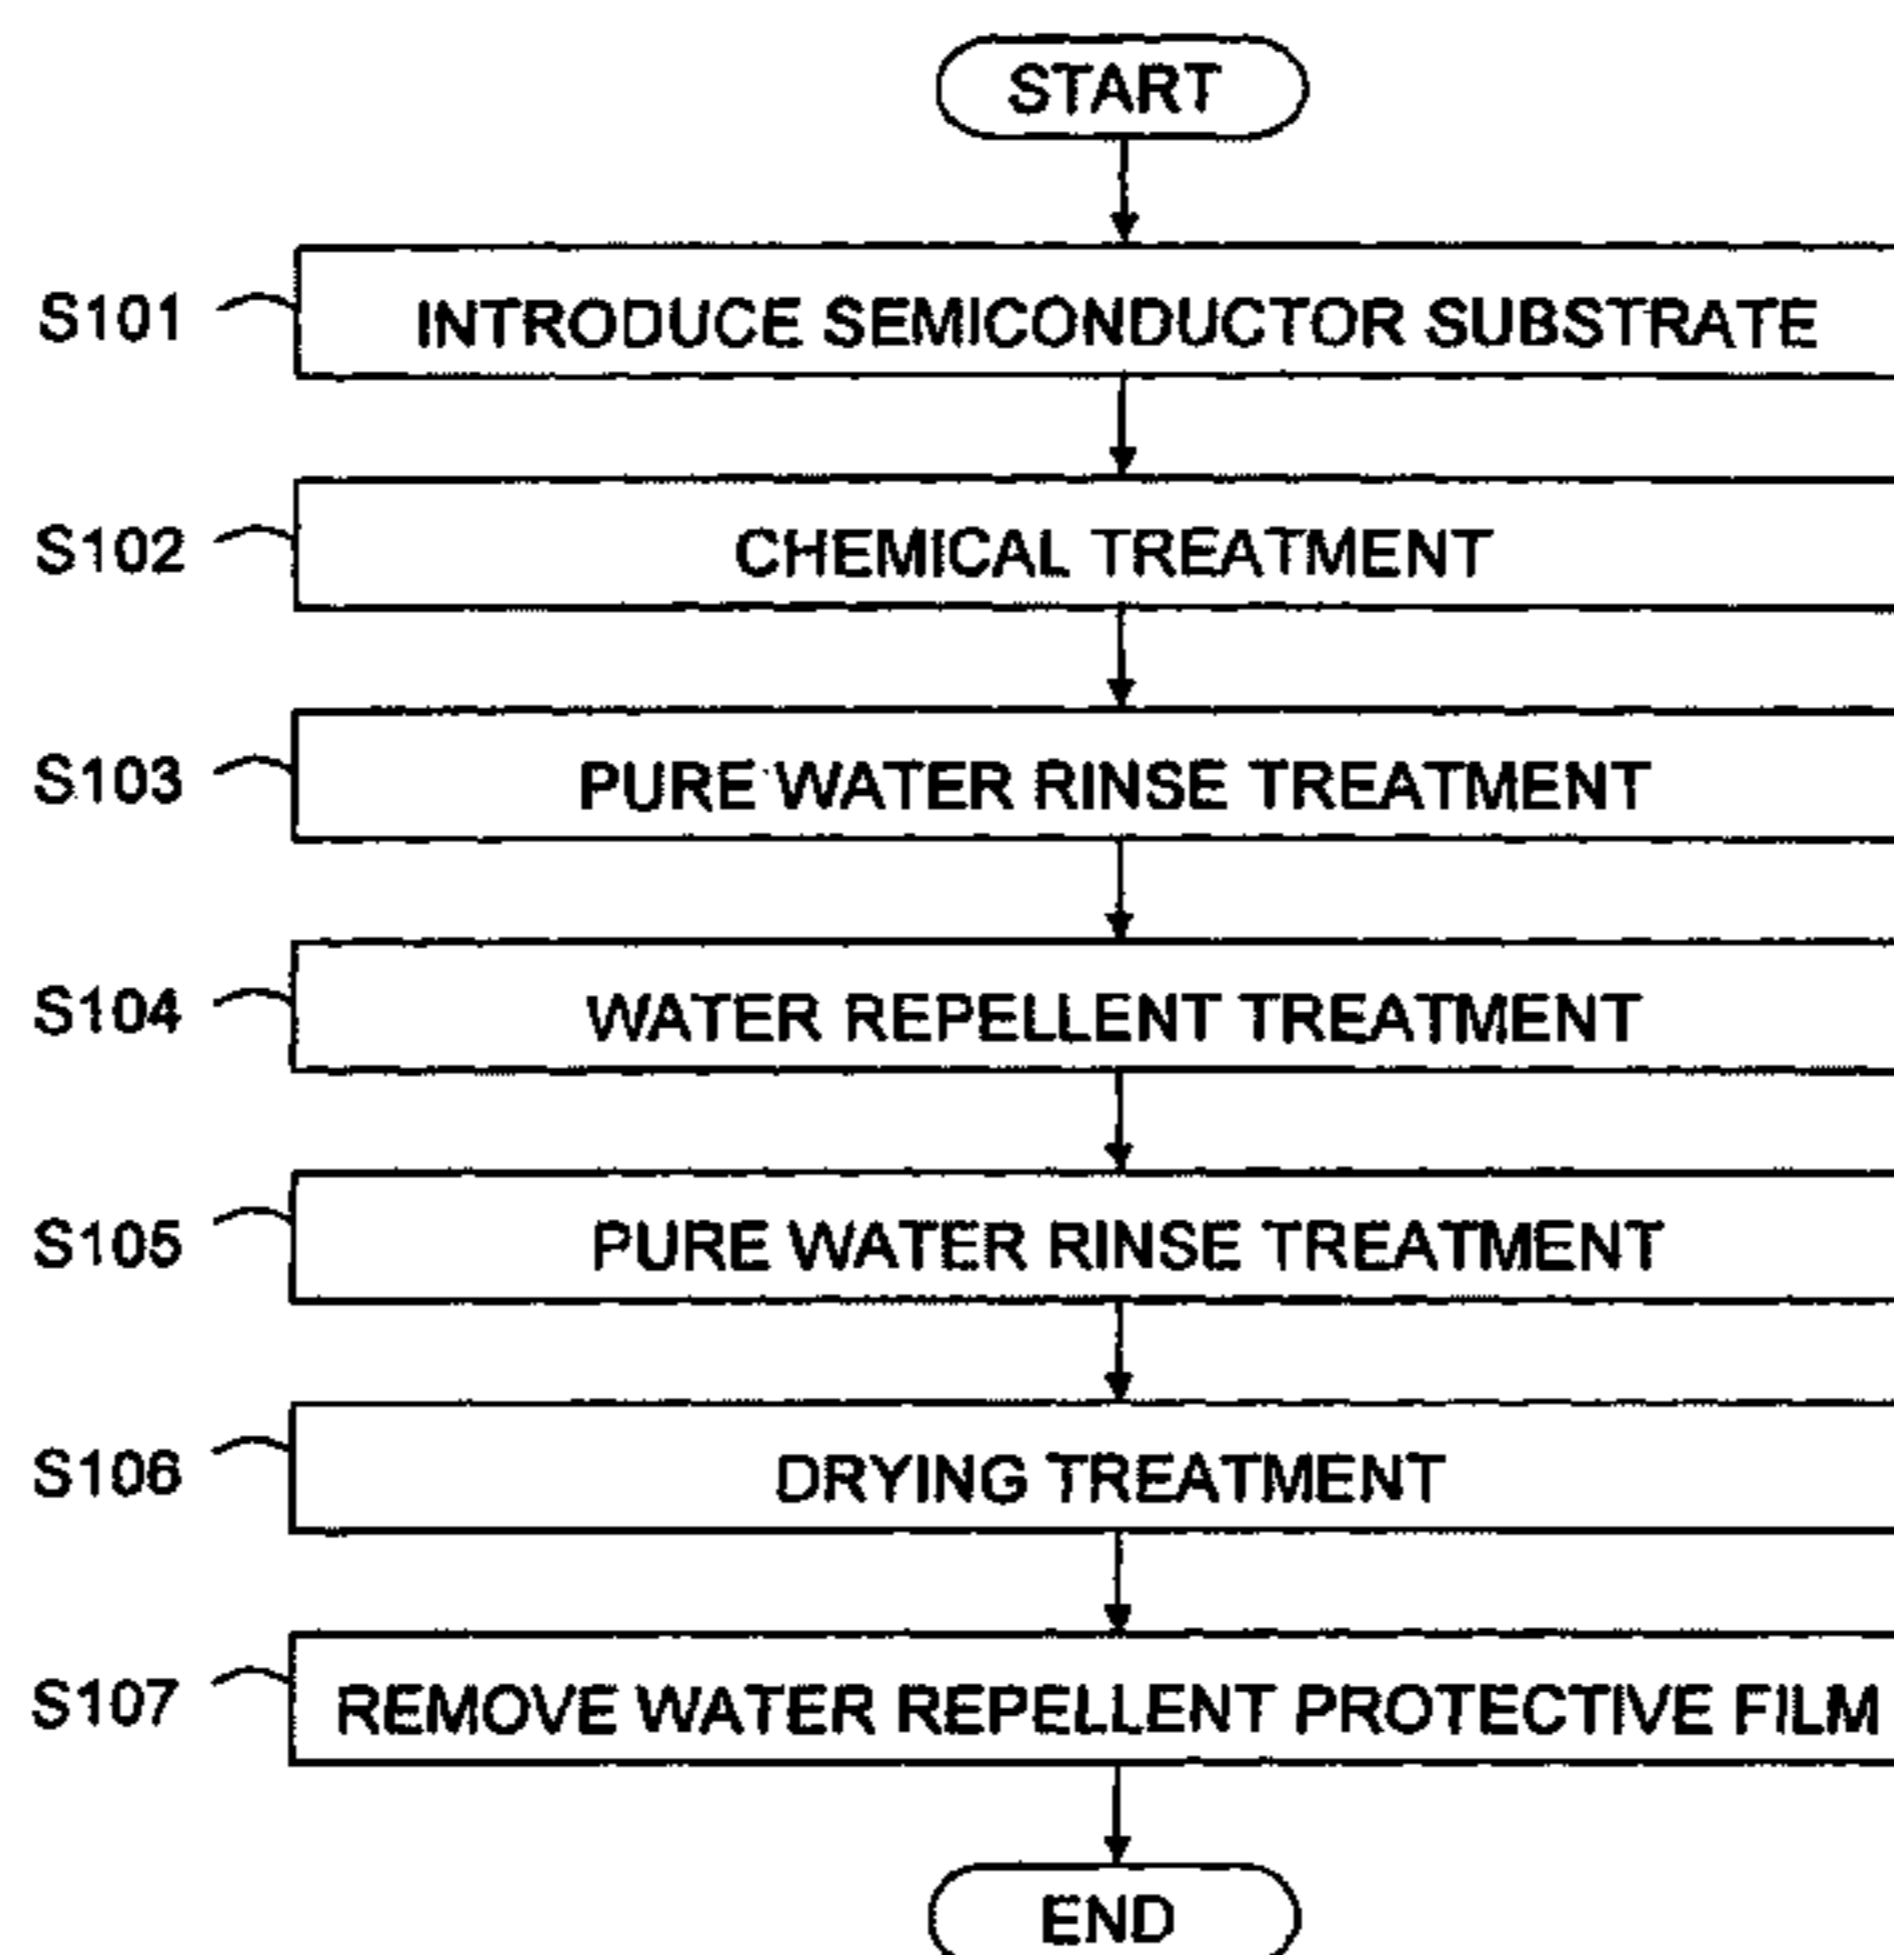 START
S101 INTRODUCE SEMICONDUCTOR SUBSTRATE
S102 CHEMICAL TREATMENT
S103 PURE WATER RINSE TREATMENT
S104 WATER REPELLENT TREATMENT
S105 PURE WATER RINSE TREATMENT
S106 DRYING TREATMENT
S107 REMOVE WATER REPELLENT PROTECTIVE FILM
END